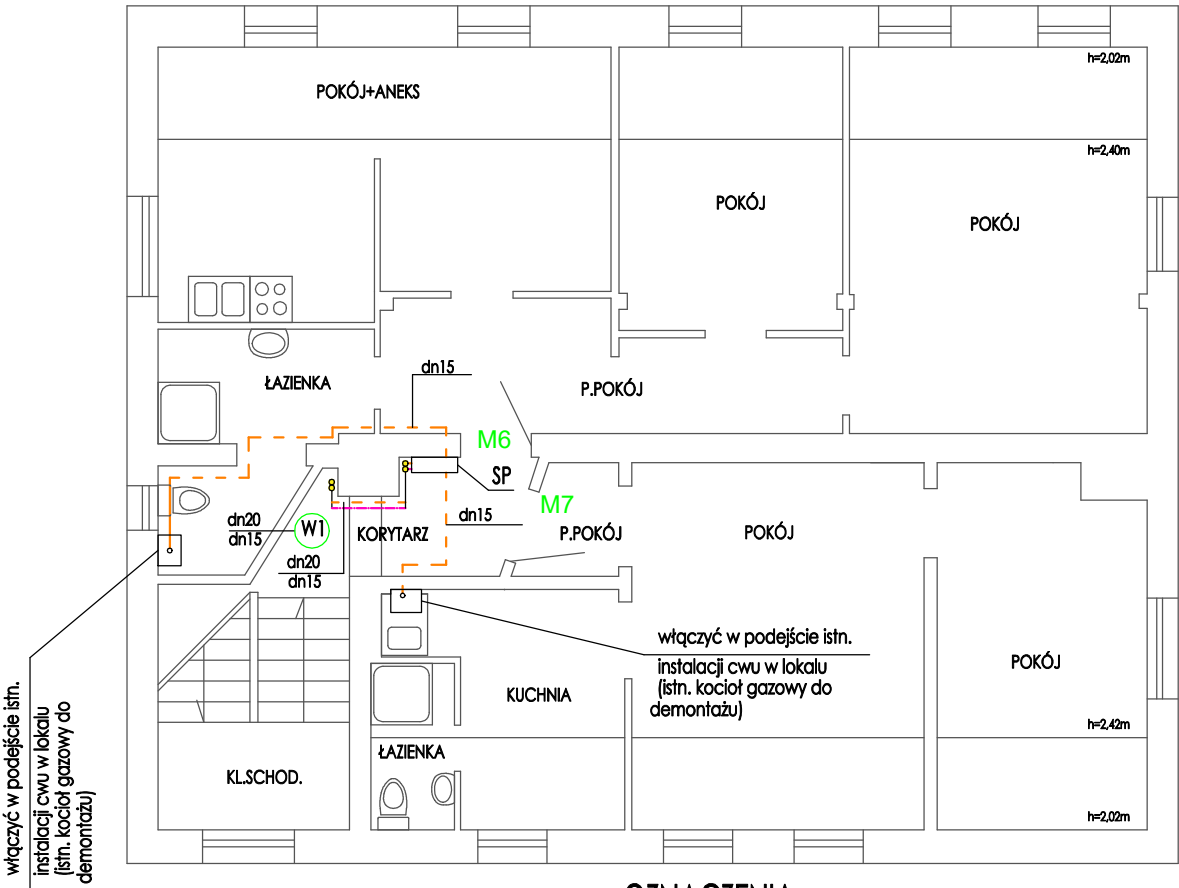 h=2,02m
POKÓJ+ANEKS
h=2,40m
POKÓJ
POKÓJ
dn15
ŁAZIENKA
P.POKÓJ
M6
SP
M7
dn20
dn15
W1
KORYTARZ
dn15
P.POKÓJ
POKÓJ
dn20
dn15
włączyć w podejście istn.
instalacji cwu w lokalu
(istn. kocioł gazowy do
demontażu)
POKÓJ
KUCHNIA
h=2,42m
ŁAZIENKA
KL.SCHOD.
h=2,02m
włączyć w podejście istn.
instalacji cwu w lokalu
(istn. kocioł gazowy do
demontażu)